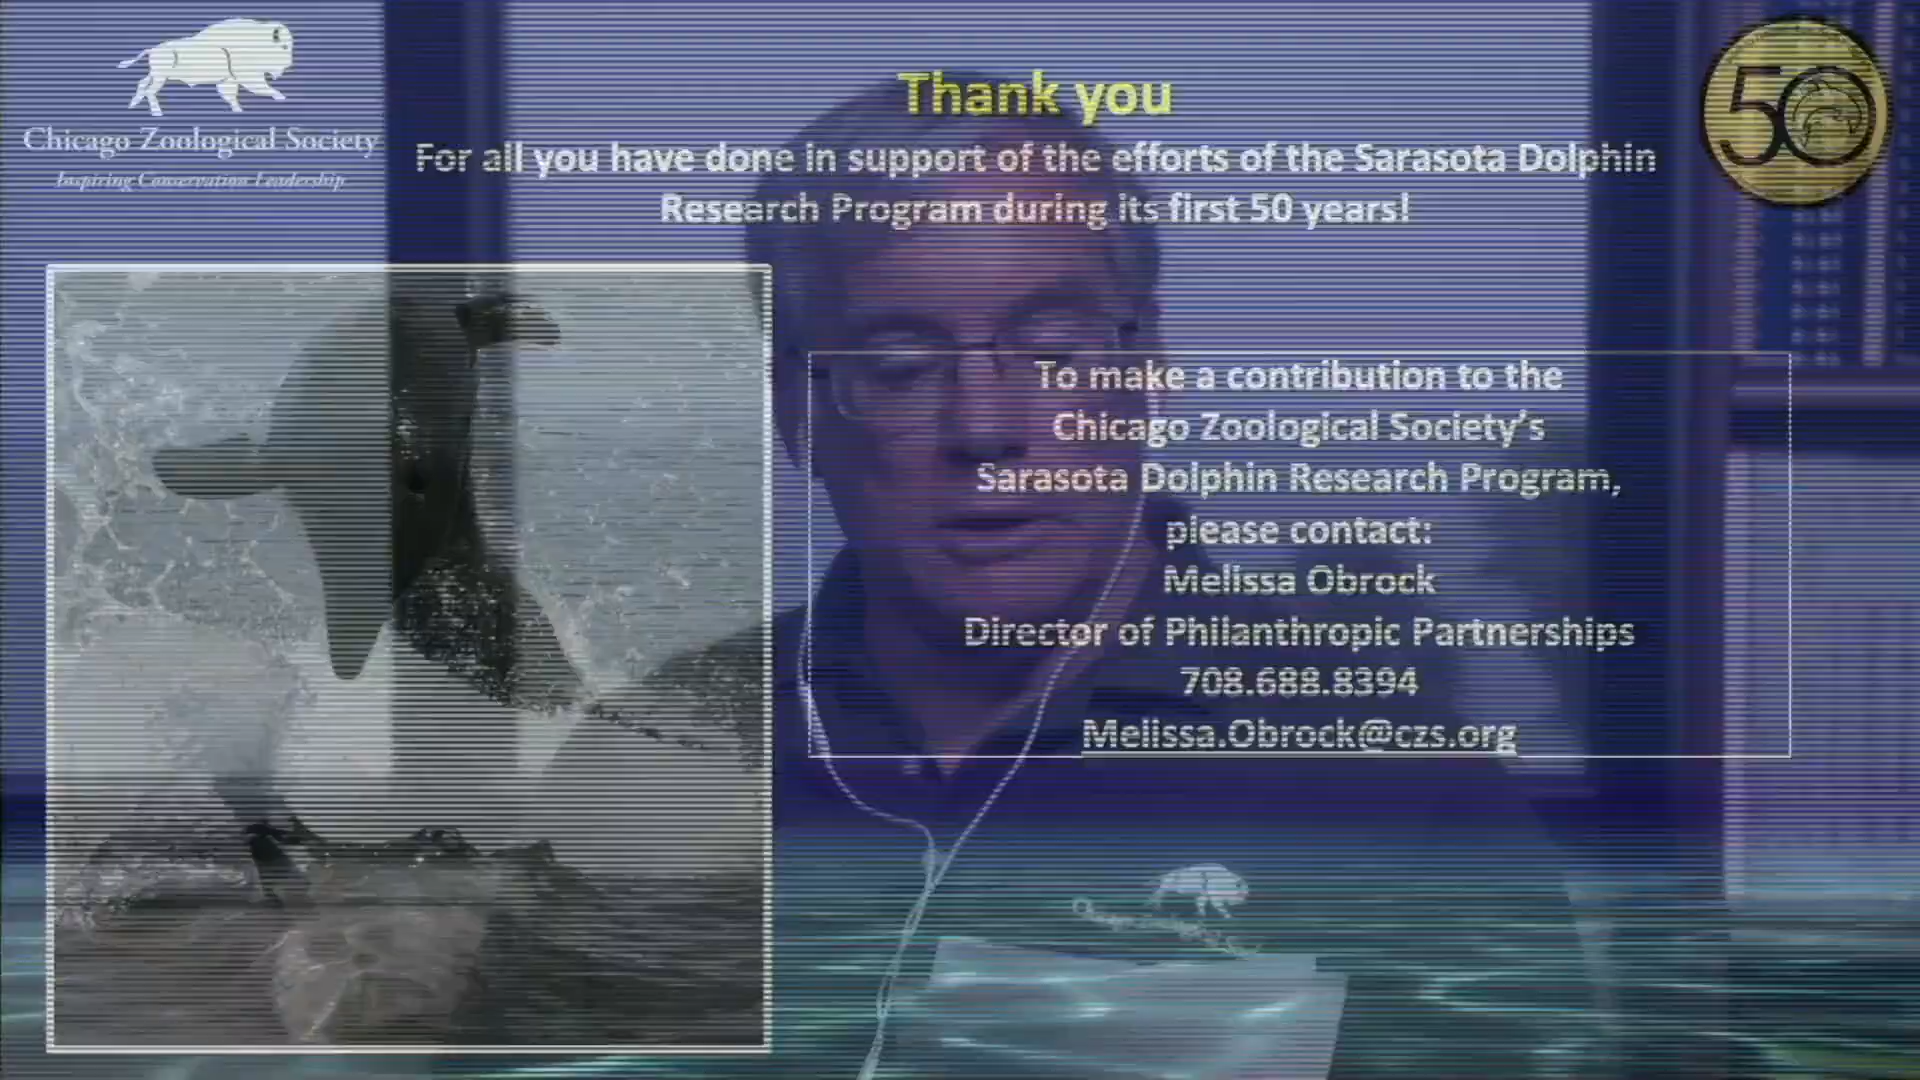 Chicago Zoological Society
Inspiring Conservation Leadership
Thank you
For all you have done in support of the efforts of the Sarasota Dolphin
Research Program during its first 50 years!
50
To make a contribution to the
Chicago Zoological Society's
Sarasota Dolphin Research Program,
please contact:
Melissa Obrock
Director of Philanthropic Partnerships
708.688.8394
Melissa.Obrock@czs.org
Chicago Zoological